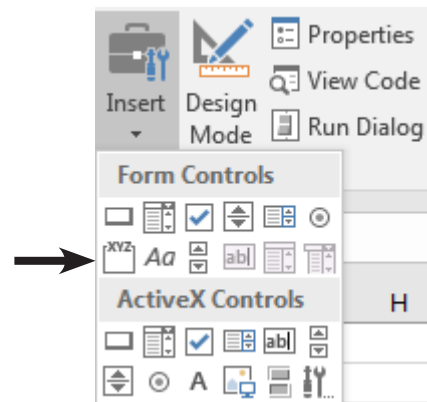 Properties
View Code
Run Dialog
Insert
Design
Mode
Form Controls
XYZ
Aa
ab
ActiveX Controls
H
ab
A